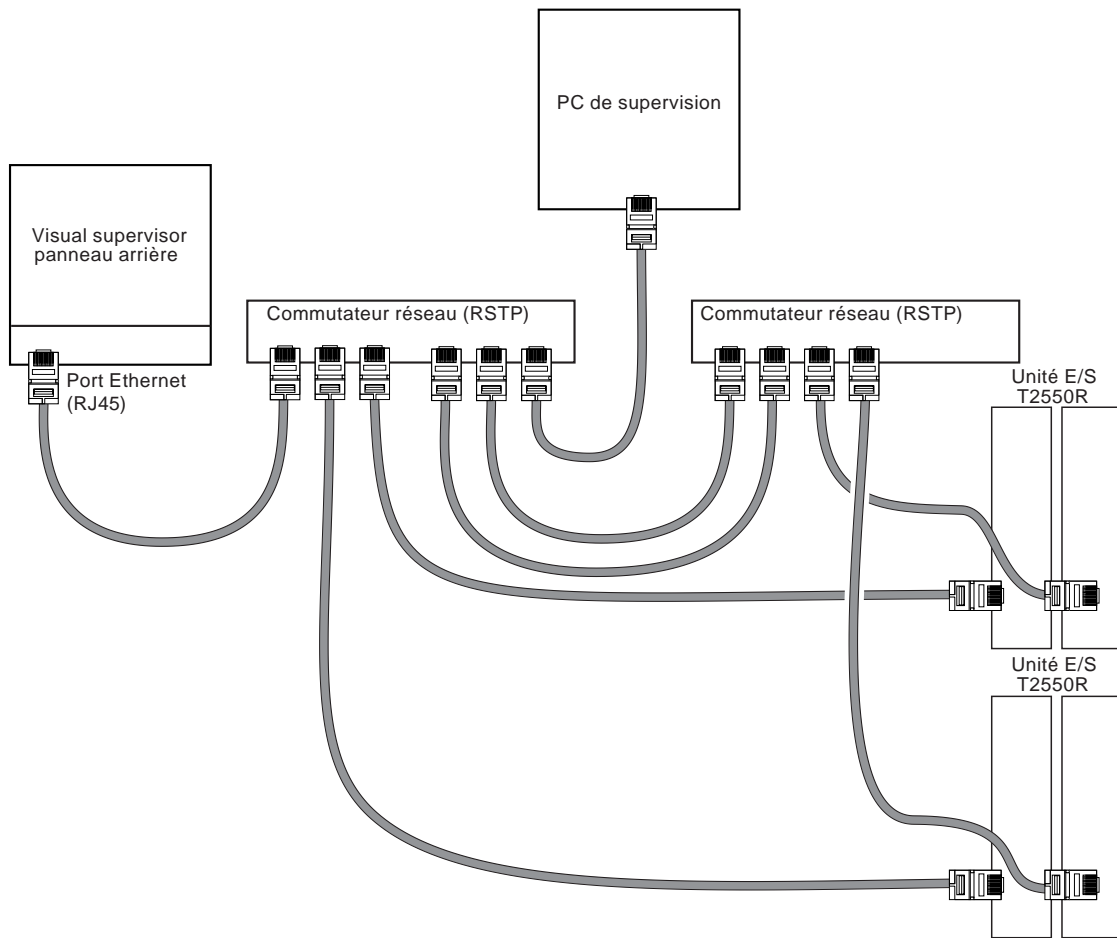 PC de supervision
Visual supervisor
panneau arrière
Commutateur réseau (RSTP)
Commutateur réseau (RSTP)
Port Ethernet
(RJ45)
Unité E/S
T2550R
Unité E/S
T2550R